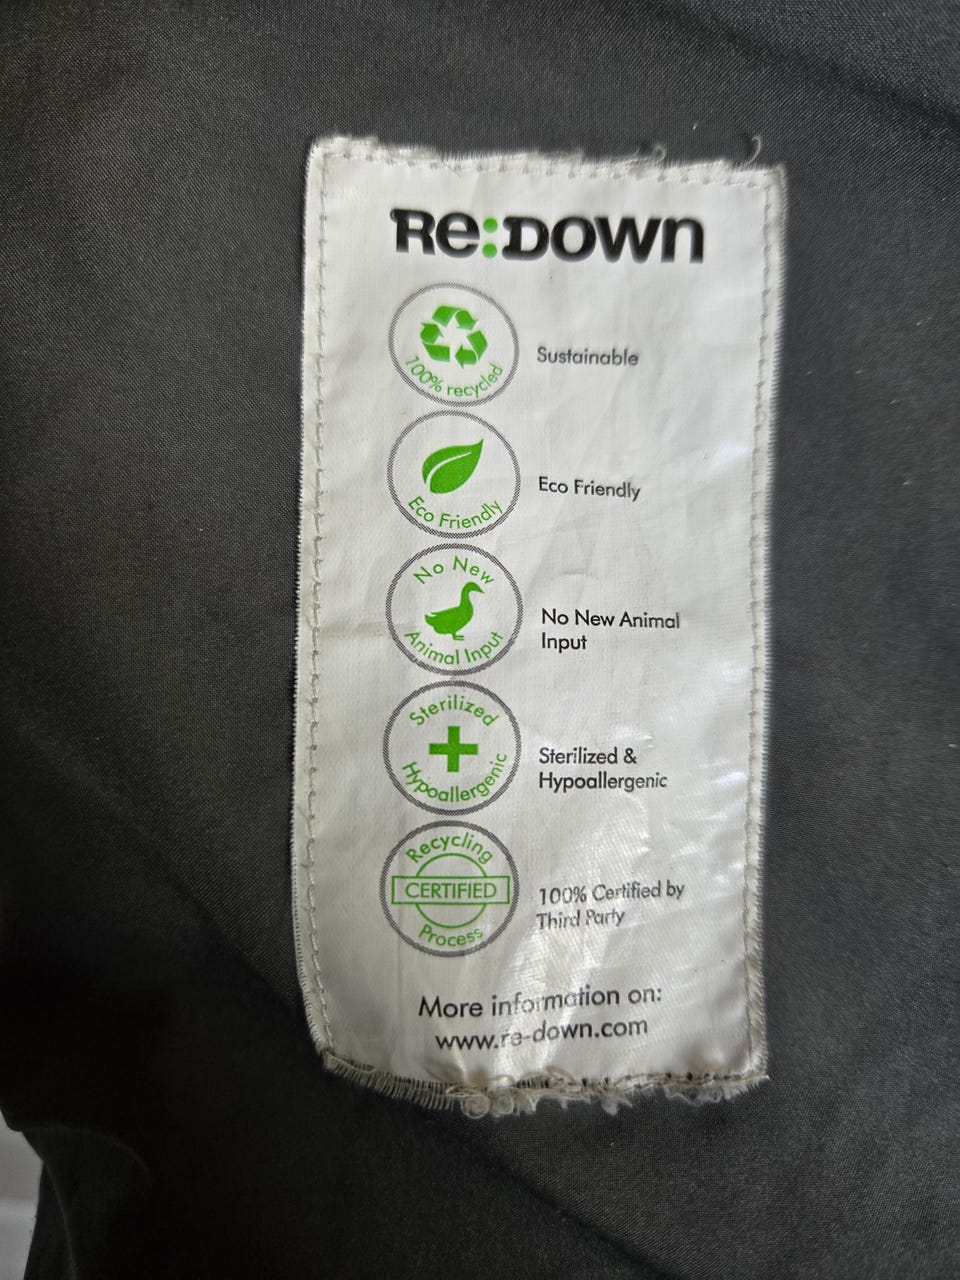 Re:DOWN
100% recycled
Sustainable
Eco Friendly
Eco Friendly
No New
Animal Input
No New Animal
Input
Sterilized
Hypoallergenic
Sterilized &
Hypoallergenic
Recycling
CERTIFIED
Process
100% Certified by
Third Party
More information on:
www.re-down.com